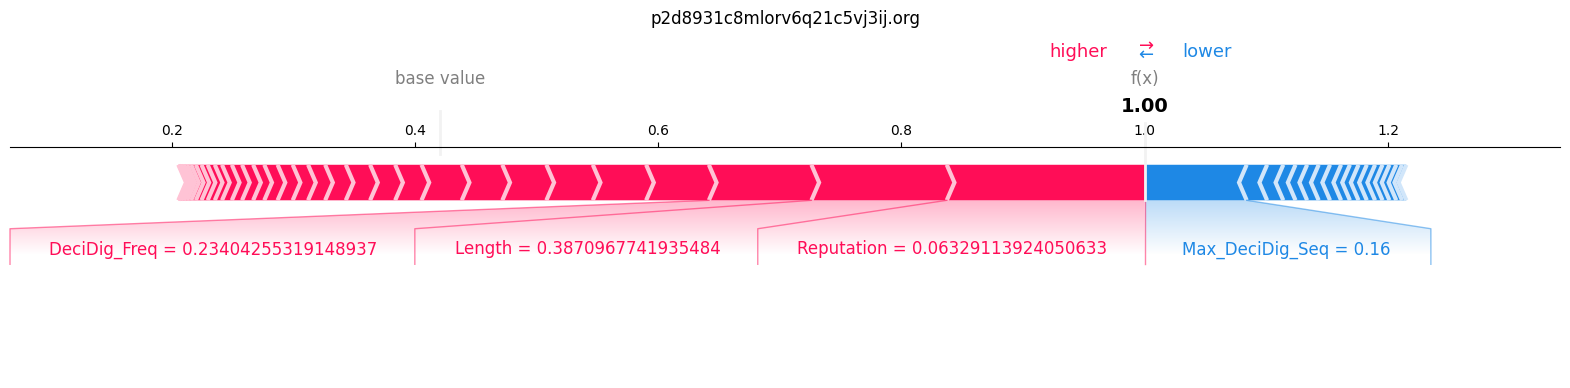 p2d8931c8mlorv6q21c5vj3ij.org
higher → ← lower
base value f(x)
1.00
0.2 0.4 0.6 0.8 1.0 1.2
DeciDig_Freq = 0.23404255319148937 Length = 0.3870967741935484 Reputation = 0.06329113924050633 Max_DeciDig_Seq = 0.16